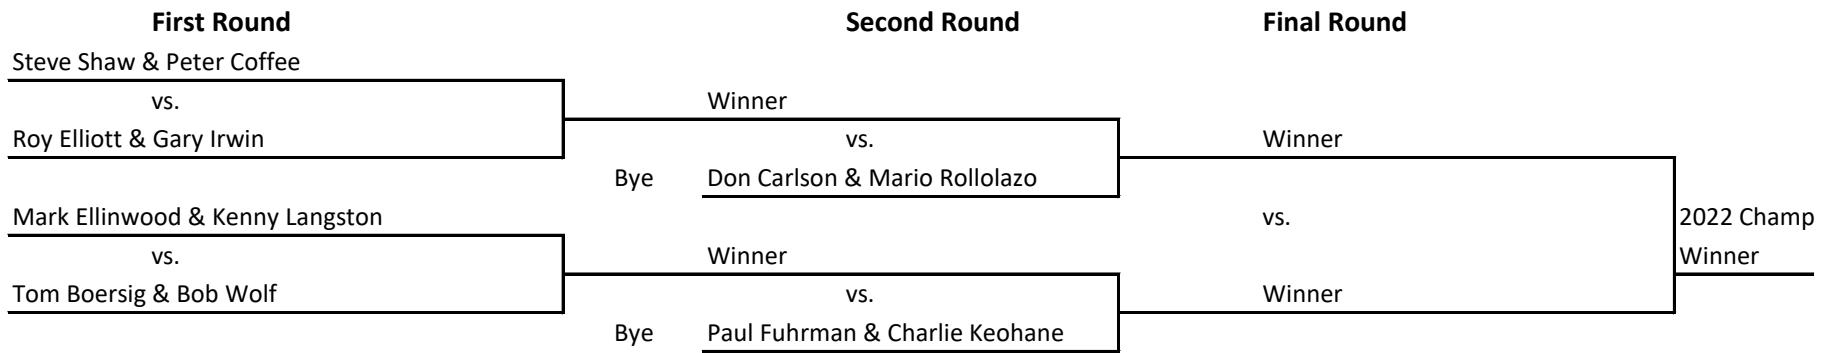 First Round Second Round Final Round
Steve Shaw & Peter Coffee
vs. Winner
Roy Elliott & Gary Irwin vs. Winner
Bye Don Carlson & Mario Rollolazo
Mark Ellinwood & Kenny Langston vs. 2022 Champ
vs. Winner Winner
Tom Boersig & Bob Wolf vs. Winner
Bye Paul Fuhrman & Charlie Keohane